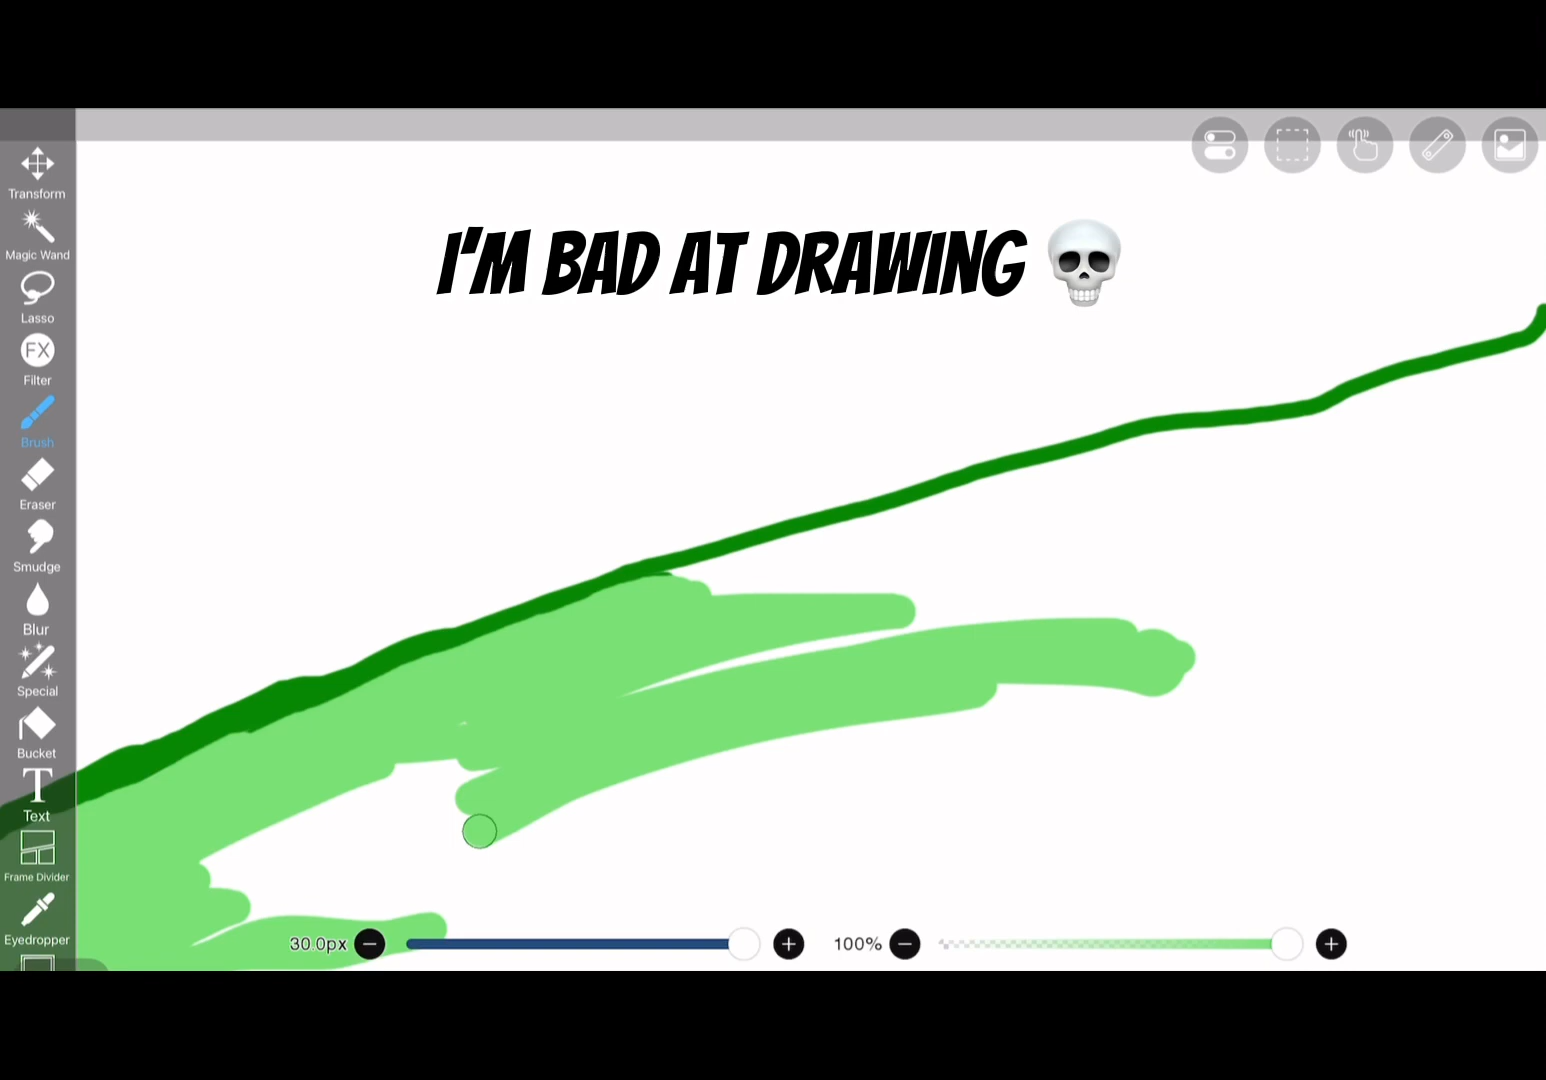 I'M BAD AT DRAWING 💀
Transform
Magic Wand
Lasso
FX
Filter
Brush
Eraser
Smudge
Blur
Special
Bucket
T
Text
Frame Divider
Eyedropper
30.0px
100%